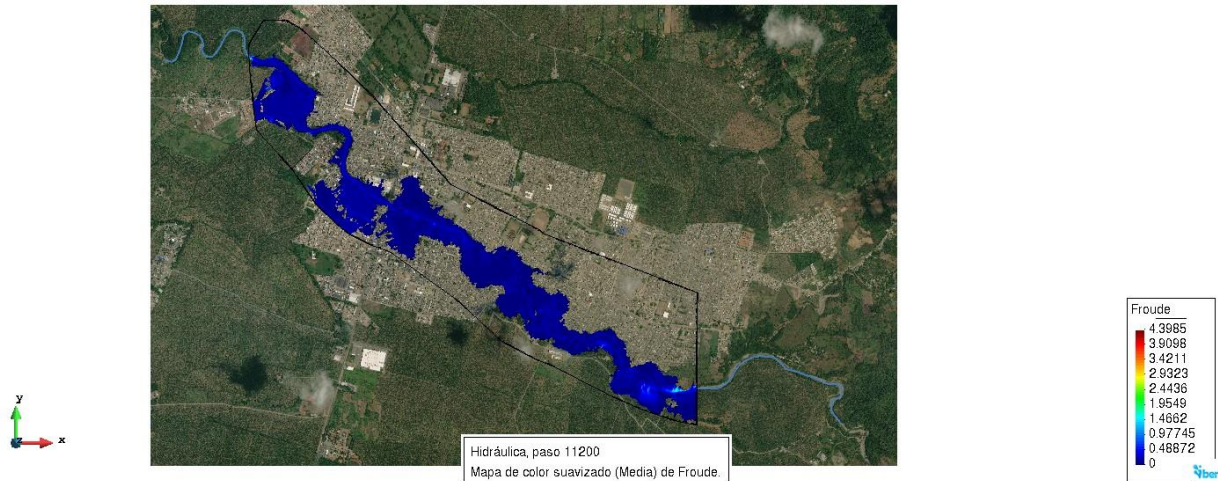 Froude
4.3985
3.9098
3.4211
2.9323
2.4436
1.9549
1.4662
0.97745
0.48872
0
y
z
x
Hidráulica, paso 11200
Mapa de color suavizado (Media) de Froude.
Iber